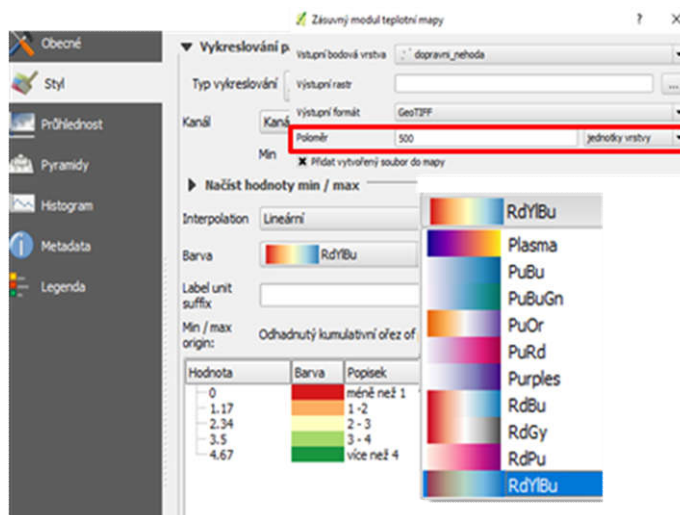 Zásuvný modul teplotní mapy ? X
Vstupní bodová vrstva dopravni_nehoda
Výstupní rastr ...
Výstupní formát GeoTIFF
Poloměr 500 jednotky vrstvy
Přidat vytvořený soubor do mapy
Obecné
Styl
Průhlednost
Pyramidy
Histogram
Metadata
Legenda
Vykreslování
Typ vykreslování
Kanál
Min
Načíst hodnoty min / max
Interpolation Lineární
Barva RdYlBu
Label unit
suffix
Min / max
origin: Odhadnutý kumulativní ořez of
Hodnota Barva Popisek
0 méně než 1
1.17 1 -2
2.34 2 - 3
3.5 3 - 4
4.67 více než 4
RdYlBu
Plasma
PuBu
PuBuGn
PuOr
PuRd
Purples
RdBu
RdGy
RdPu
RdYlBu